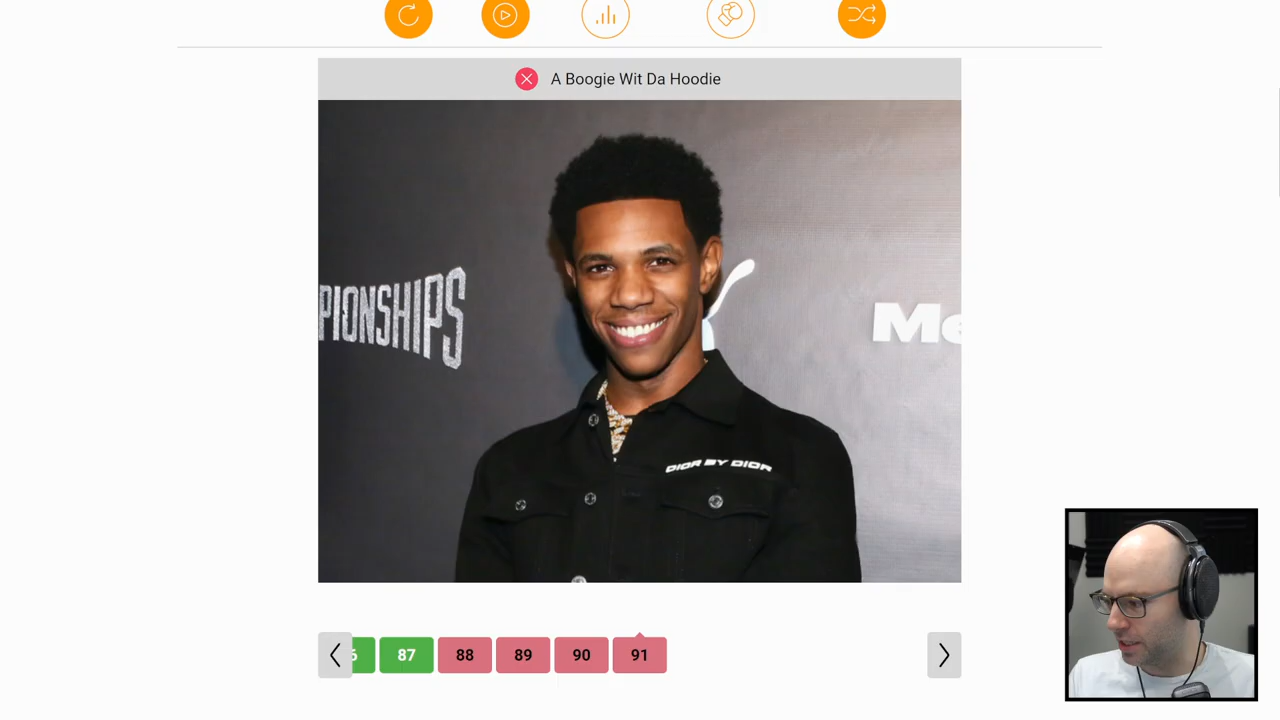 A Boogie Wit Da Hoodie
PIONSHIPS
Me
DIOR BY DIOR
87
88
89
90
91